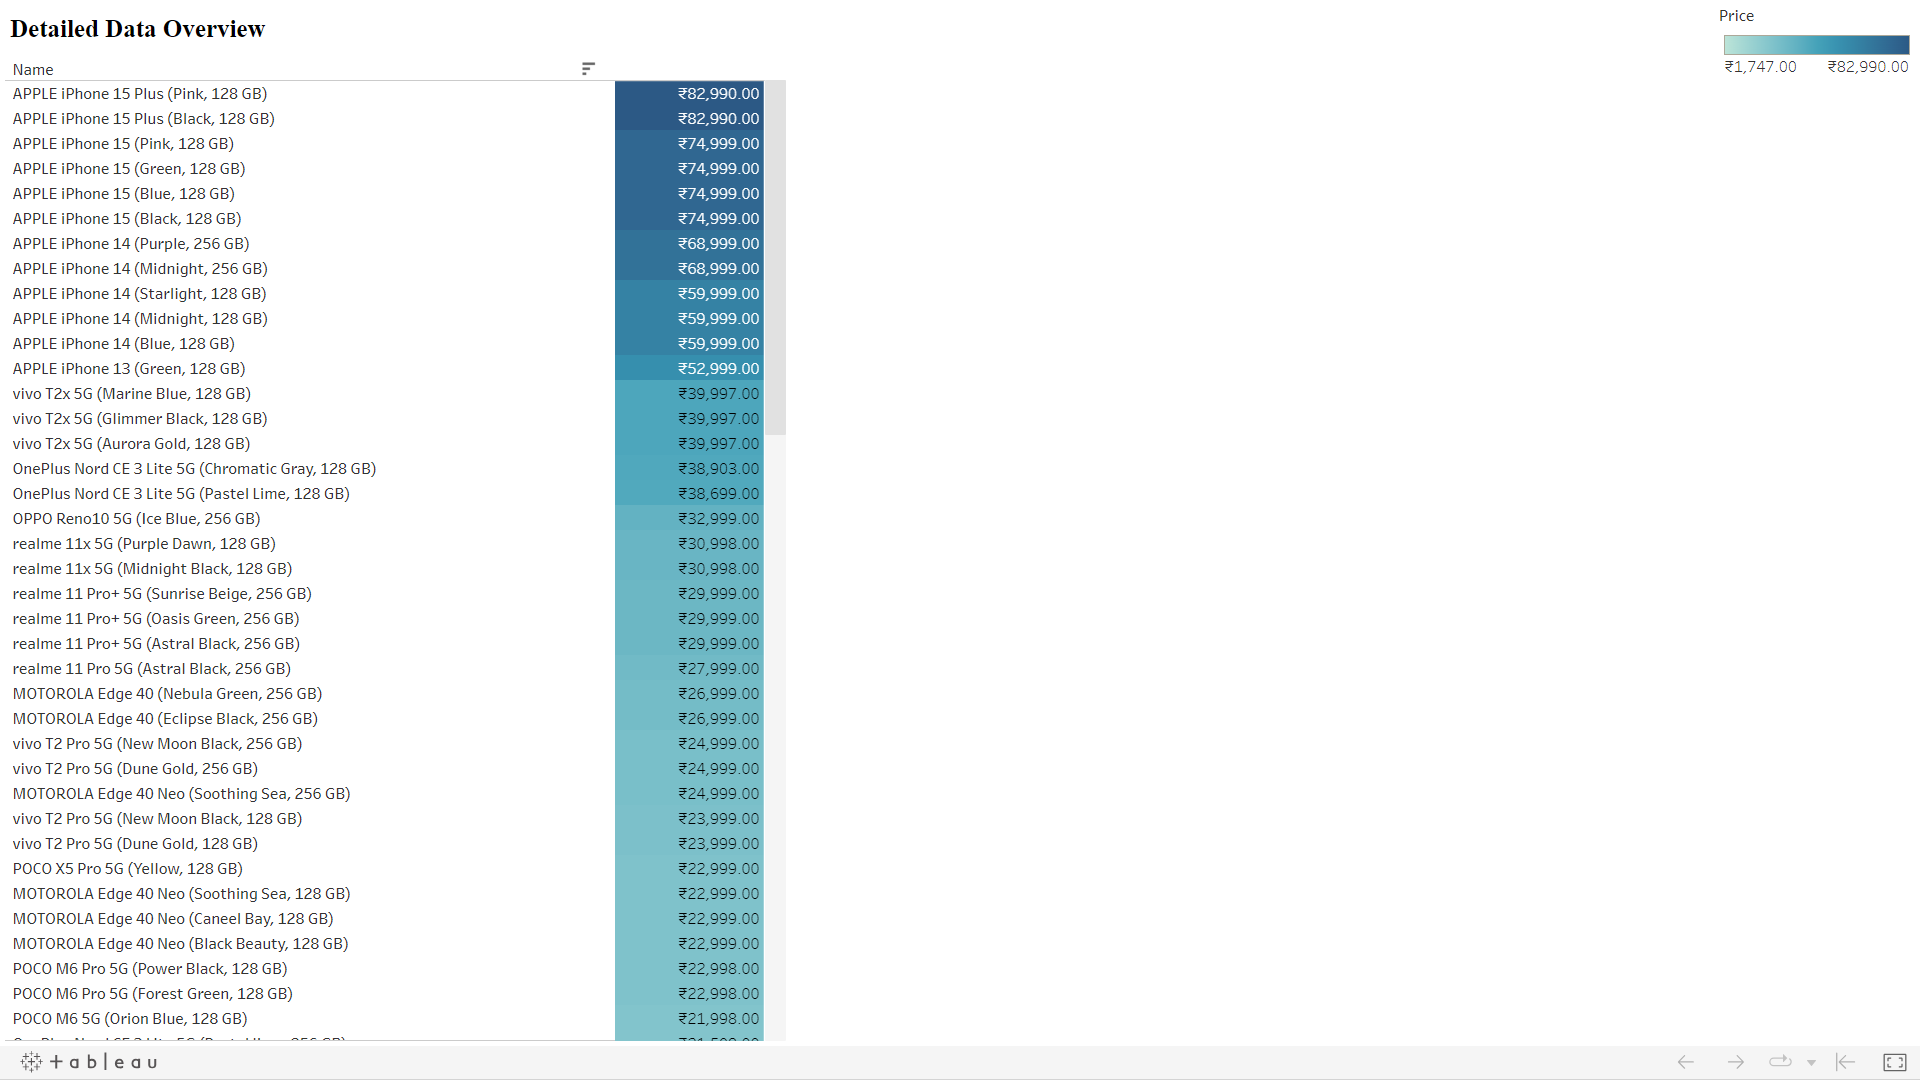 Detailed Data Overview
Price
₹1,747.00 ₹82,990.00
Name
APPLE iPhone 15 Plus (Pink, 128 GB) ₹82,990.00
APPLE iPhone 15 Plus (Black, 128 GB) ₹82,990.00
APPLE iPhone 15 (Pink, 128 GB) ₹74,999.00
APPLE iPhone 15 (Green, 128 GB) ₹74,999.00
APPLE iPhone 15 (Blue, 128 GB) ₹74,999.00
APPLE iPhone 15 (Black, 128 GB) ₹74,999.00
APPLE iPhone 14 (Purple, 256 GB) ₹68,999.00
APPLE iPhone 14 (Midnight, 256 GB) ₹68,999.00
APPLE iPhone 14 (Starlight, 128 GB) ₹59,999.00
APPLE iPhone 14 (Midnight, 128 GB) ₹59,999.00
APPLE iPhone 14 (Blue, 128 GB) ₹59,999.00
APPLE iPhone 13 (Green, 128 GB) ₹52,999.00
vivo T2x 5G (Marine Blue, 128 GB) ₹39,997.00
vivo T2x 5G (Glimmer Black, 128 GB) ₹39,997.00
vivo T2x 5G (Aurora Gold, 128 GB) ₹39,997.00
OnePlus Nord CE 3 Lite 5G (Chromatic Gray, 128 GB) ₹38,903.00
OnePlus Nord CE 3 Lite 5G (Pastel Lime, 128 GB) ₹38,699.00
OPPO Reno10 5G (Ice Blue, 256 GB) ₹32,999.00
realme 11x 5G (Purple Dawn, 128 GB) ₹30,998.00
realme 11x 5G (Midnight Black, 128 GB) ₹30,998.00
realme 11 Pro+ 5G (Sunrise Beige, 256 GB) ₹29,999.00
realme 11 Pro+ 5G (Oasis Green, 256 GB) ₹29,999.00
realme 11 Pro+ 5G (Astral Black, 256 GB) ₹29,999.00
realme 11 Pro 5G (Astral Black, 256 GB) ₹27,999.00
MOTOROLA Edge 40 (Nebula Green, 256 GB) ₹26,999.00
MOTOROLA Edge 40 (Eclipse Black, 256 GB) ₹26,999.00
vivo T2 Pro 5G (New Moon Black, 256 GB) ₹24,999.00
vivo T2 Pro 5G (Dune Gold, 256 GB) ₹24,999.00
MOTOROLA Edge 40 Neo (Soothing Sea, 256 GB) ₹24,999.00
vivo T2 Pro 5G (New Moon Black, 128 GB) ₹23,999.00
vivo T2 Pro 5G (Dune Gold, 128 GB) ₹23,999.00
POCO X5 Pro 5G (Yellow, 128 GB) ₹22,999.00
MOTOROLA Edge 40 Neo (Soothing Sea, 128 GB) ₹22,999.00
MOTOROLA Edge 40 Neo (Caneel Bay, 128 GB) ₹22,999.00
MOTOROLA Edge 40 Neo (Black Beauty, 128 GB) ₹22,999.00
POCO M6 Pro 5G (Power Black, 128 GB) ₹22,998.00
POCO M6 Pro 5G (Forest Green, 128 GB) ₹22,998.00
POCO M6 5G (Orion Blue, 128 GB) ₹21,998.00
+ableau